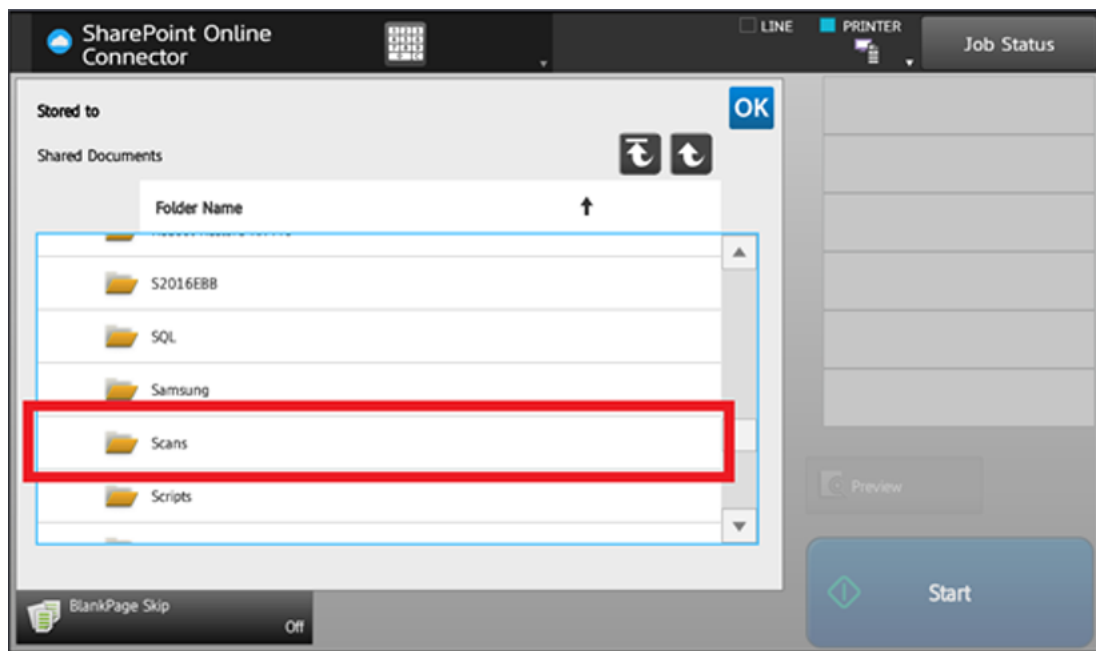 SharePoint Online
Connector
LINE
PRINTER
Job Status
Stored to
OK
Shared Documents
Folder Name
S2016EBB
SQL
Samsung
Scans
Scripts
Preview
BlankPage Skip
Off
Start